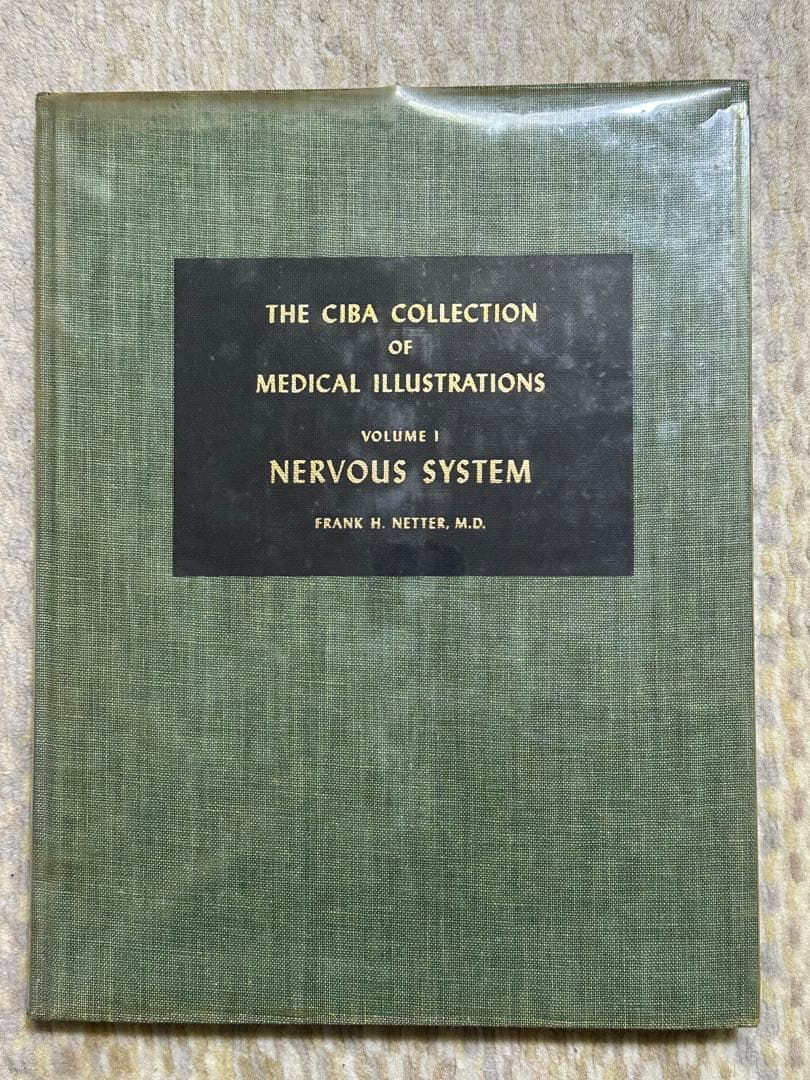 THE CIBA COLLECTION
OF
MEDICAL ILLUSTRATIONS
VOLUME I
NERVOUS SYSTEM
FRANK H. NETTER, M.D.